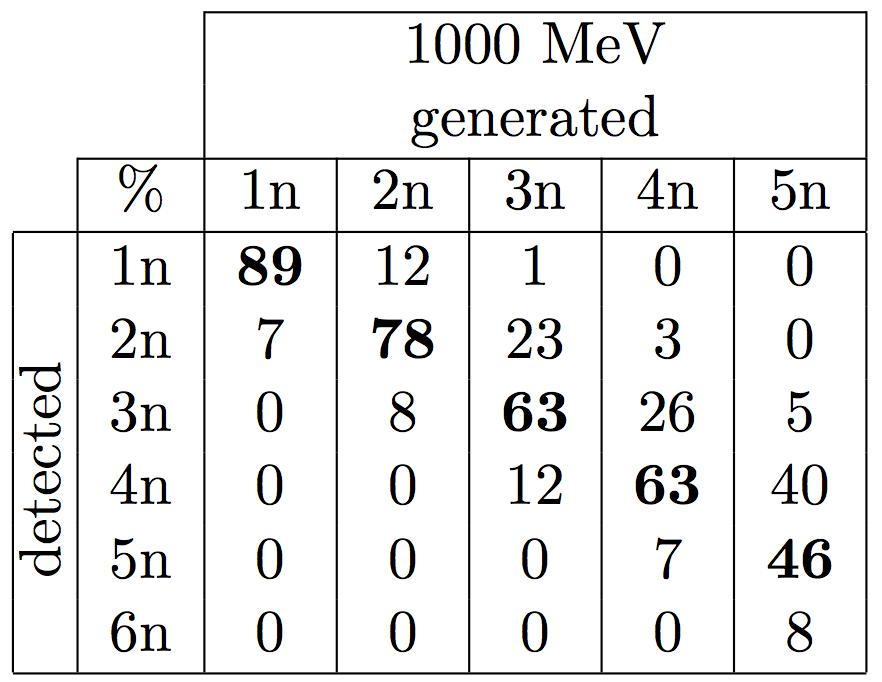 1000 MeV
generated
% 1n 2n 3n 4n 5n
detected
1n 89 12 1 0 0
2n 7 78 23 3 0
3n 0 8 63 26 5
4n 0 0 12 63 40
5n 0 0 0 7 46
6n 0 0 0 0 8